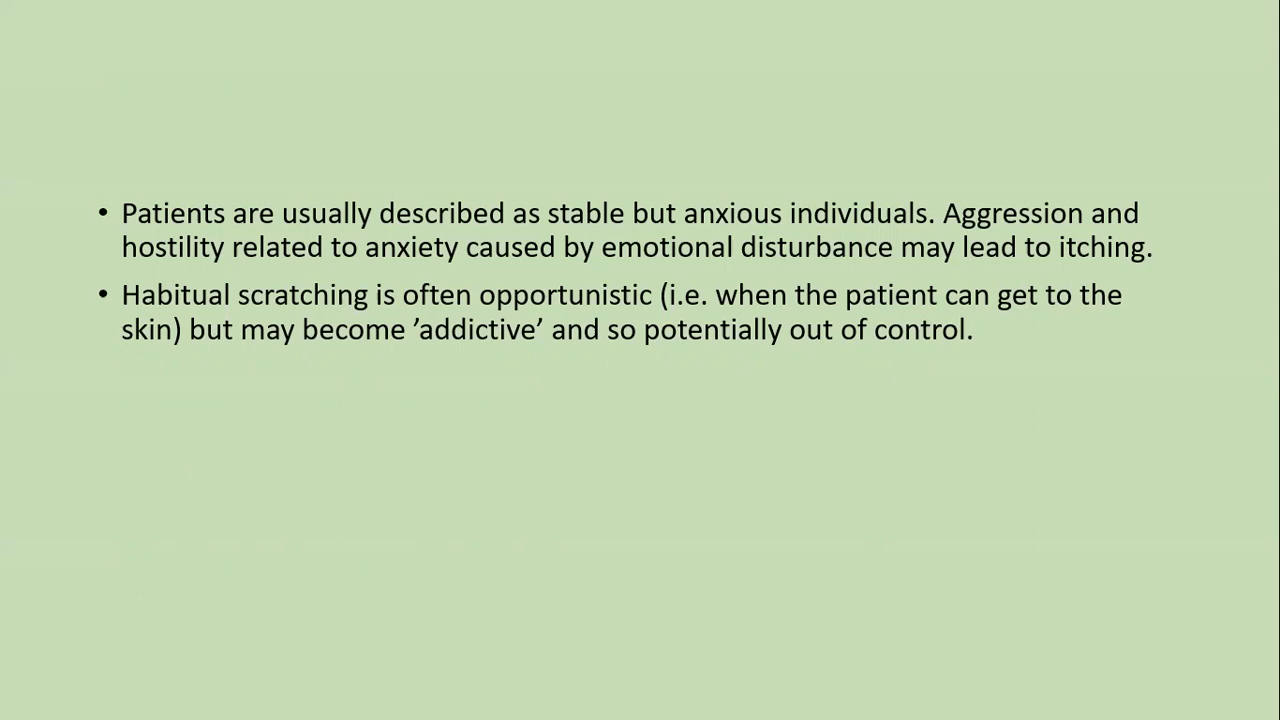 • Patients are usually described as stable but anxious individuals. Aggression and
hostility related to anxiety caused by emotional disturbance may lead to itching.
• Habitual scratching is often opportunistic (i.e. when the patient can get to the
skin) but may become ’addictive’ and so potentially out of control.